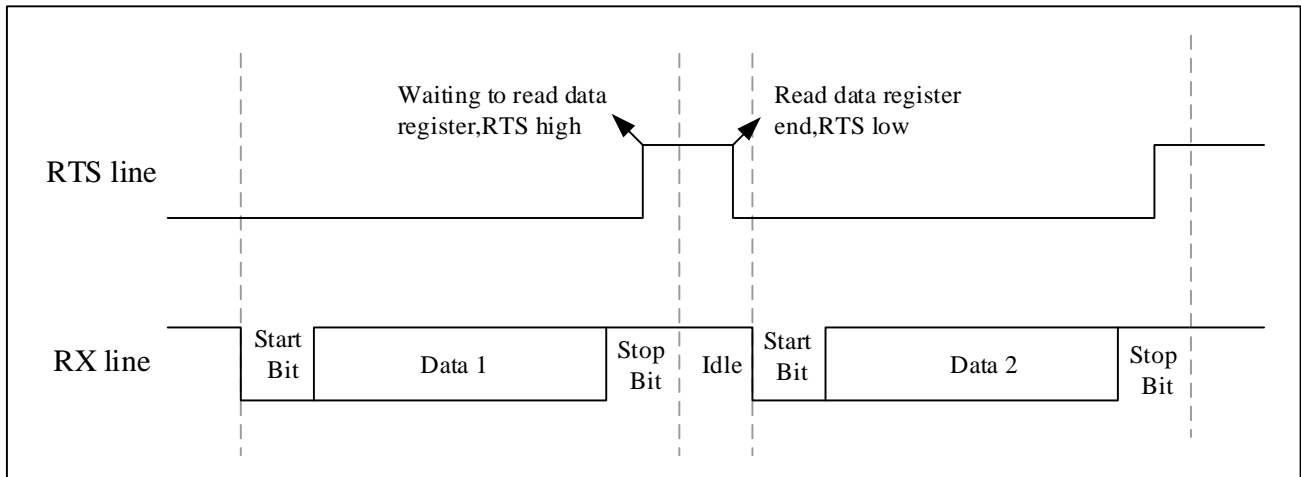 Waiting to read data
register,RTS high
Read data register
end,RTS low
RTS line
RX line
Start
Bit
Data 1
Stop
Bit
Idle
Start
Bit
Data 2
Stop
Bit